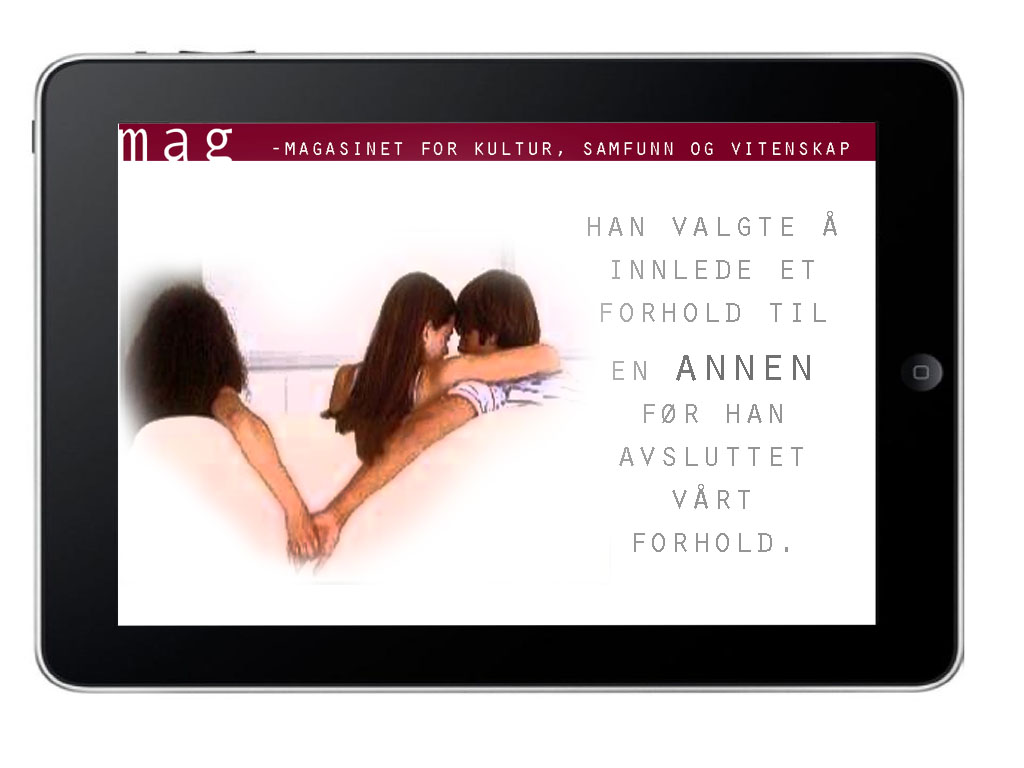 mag -MAGASINET FOR KULTUR, SAMFUNN OG VITENSKAP
HAN VALGTE Å
INNLEDE ET
FORHOLD TIL
EN ANNEN
FØR HAN
AVSLUTTET
VÅRT
FORHOLD.